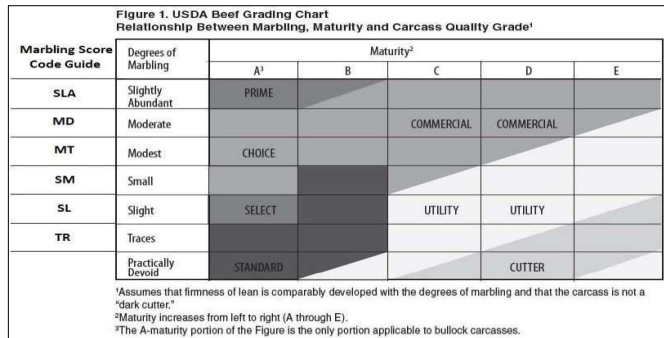 Figure 1. USDA Beef Grading Chart
Relationship Between Marbling, Maturity and Carcass Quality Grade¹
Marbling Score
Code Guide
Degrees of
Marbling
Maturity²
A³ B C D E
SLA Slightly
Abundant PRIME
MD Moderate COMMERCIAL COMMERCIAL
MT Modest CHOICE
SM Small
SL Slight SELECT UTILITY UTILITY
TR Traces
Practically
Devoid STANDARD CUTTER
¹Assumes that firmness of lean is comparably developed with the degrees of marbling and that the carcass is not a
“dark cutter.”
²Maturity increases from left to right (A through E).
³The A-maturity portion of the Figure is the only portion applicable to bullock carcasses.